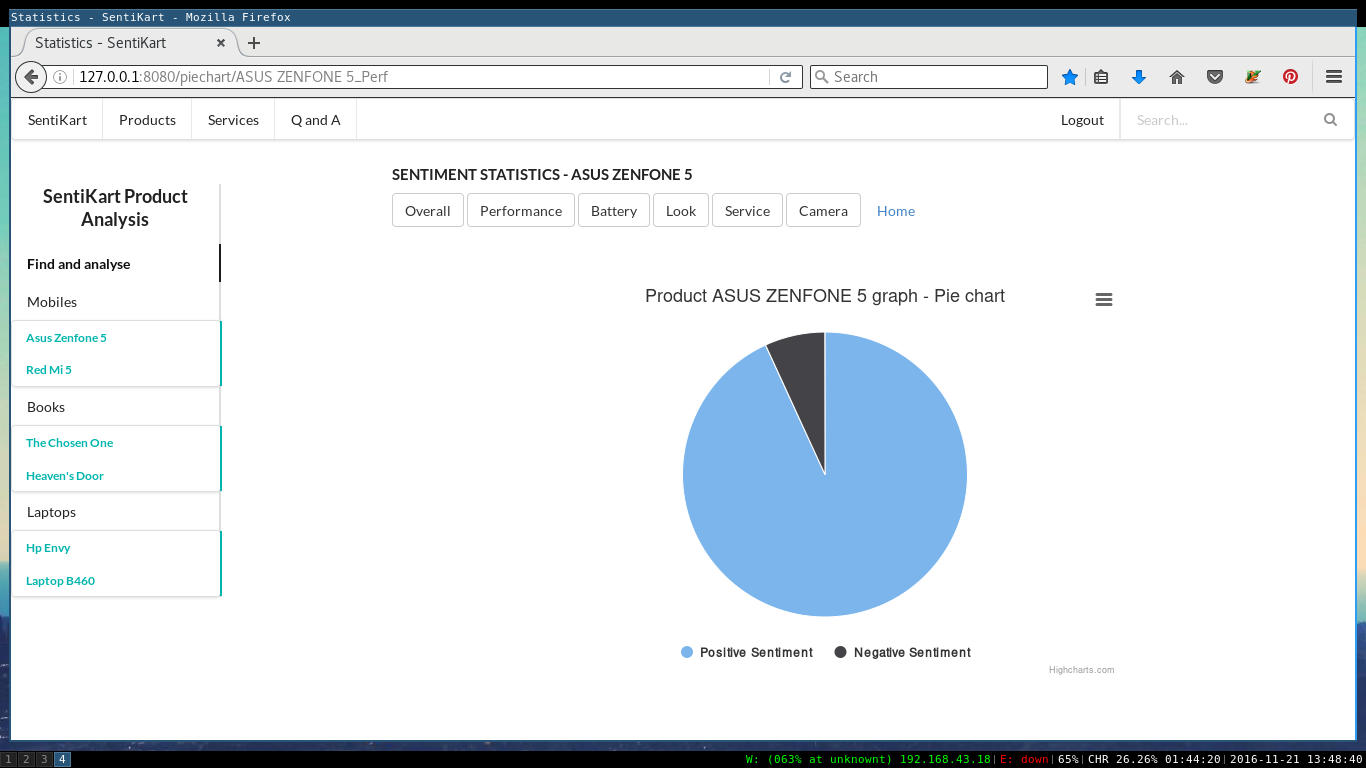 Statistics - SentiKart - Mozilla Firefox
Statistics - SentiKart
127.0.0.1:8080/piechart/ASUS ZENFONE 5_Perf
Search
SentiKart Products Services Q and A Logout Search...
SentiKart Product
Analysis
Find and analyse
Mobiles
Asus Zenfone 5
Red Mi 5
Books
The Chosen One
Heaven's Door
Laptops
Hp Envy
Laptop B460
SENTIMENT STATISTICS - ASUS ZENFONE 5
Overall Performance Battery Look Service Camera Home
Product ASUS ZENFONE 5 graph - Pie chart
Positive Sentiment Negative Sentiment
Highcharts.com
1 2 3 4 W: (063% at unknownt) 192.168.43.18|E: down|65%|CHR 26.26% 01:44:20|2016-11-21 13:48:40